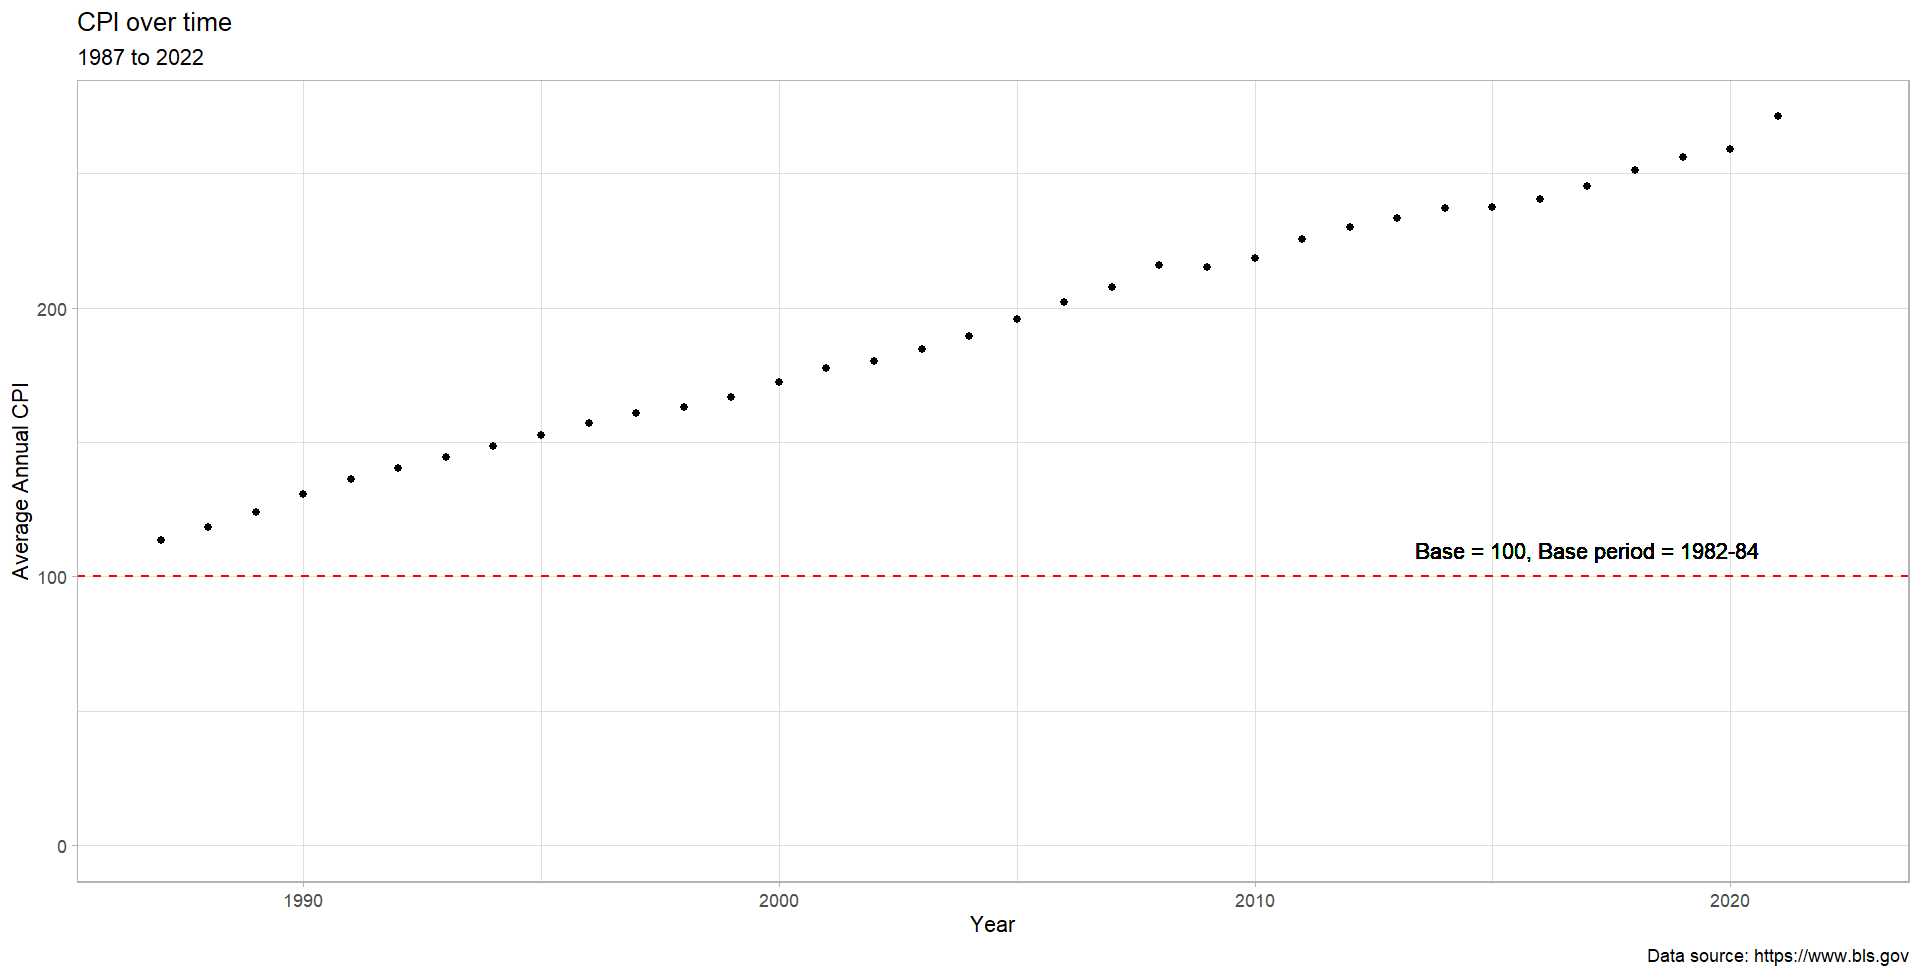 CPI over time
1987 to 2022
Average Annual CPI
200
100
0
Base = 100, Base period = 1982-84
1990
2000
2010
2020
Year
Data source: https://www.bls.gov